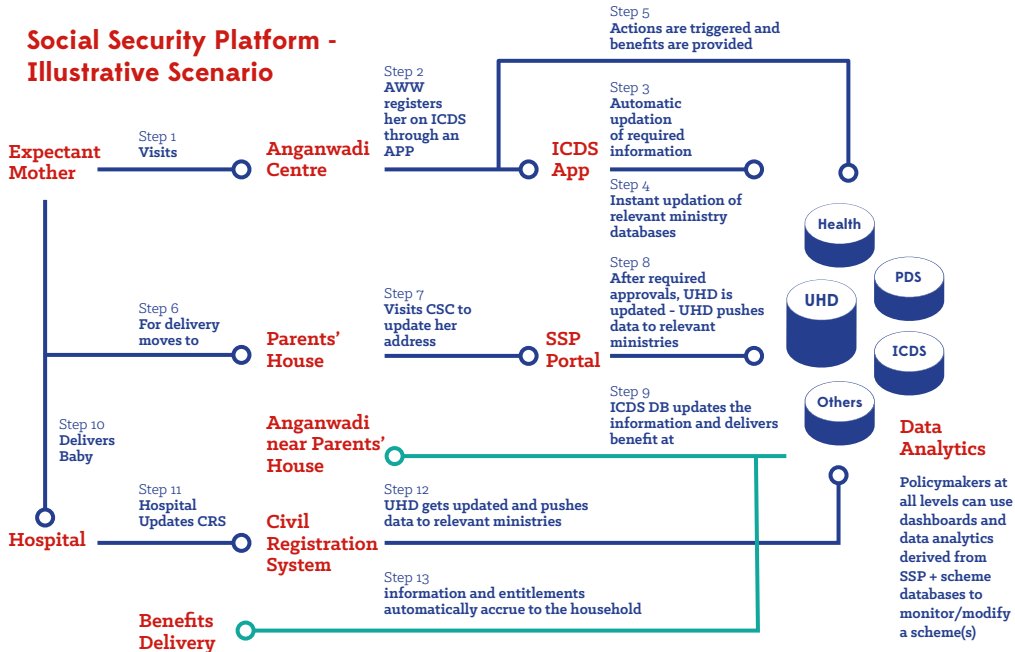 Social Security Platform -
Illustrative Scenario
Step 5
Actions are triggered and
benefits are provided
Step 2
AWW
registers
her on ICDS
through an
APP
Step 3
Automatic
updation
of required
information
Expectant
Mother
Step 1
Visits
Anganwadi
Centre
ICDS
App
Step 4
Instant updation of
relevant ministry
databases
Health
PDS
UHD
ICDS
Others
Step 6
For delivery
moves to
Parents'
House
Step 7
Visits CSC to
update her
address
SSP
Portal
Step 8
After required
approvals, UHD is
updated - UHD pushes
data to relevant
ministries
Step 9
ICDS DB updates the
information and delivers
benefit at
Anganwadi
near Parents'
House
Step 10
Delivers
Baby
Hospital
Step 11
Hospital
Updates CRS
Civil
Registration
System
Step 12
UHD gets updated and pushes
data to relevant ministries
Step 13
information and entitlements
automatically accrue to the household
Benefits
Delivery
Data
Analytics
Policymakers at
all levels can use
dashboards and
data analytics
derived from
SSP + scheme
databases to
monitor/modify
a scheme(s)